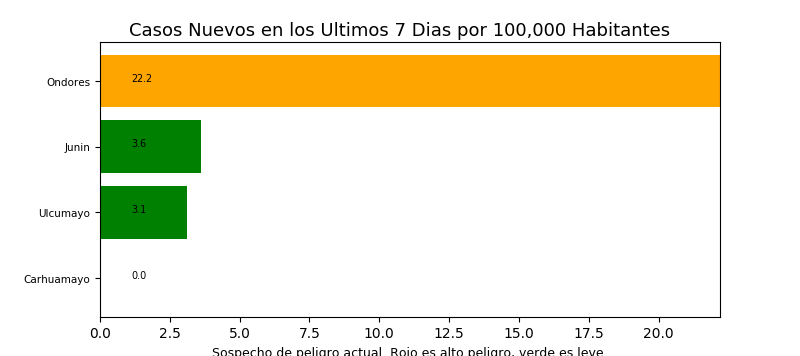 Casos Nuevos en los Ultimos 7 Dias por 100,000 Habitantes
Ondores
22.2
Junin
3.6
Ulcumayo
3.1
Carhuamayo
0.0
0.0 2.5 5.0 7.5 10.0 12.5 15.0 17.5 20.0
Sospecho de peligro actual. Rojo es alto peligro, verde es leve